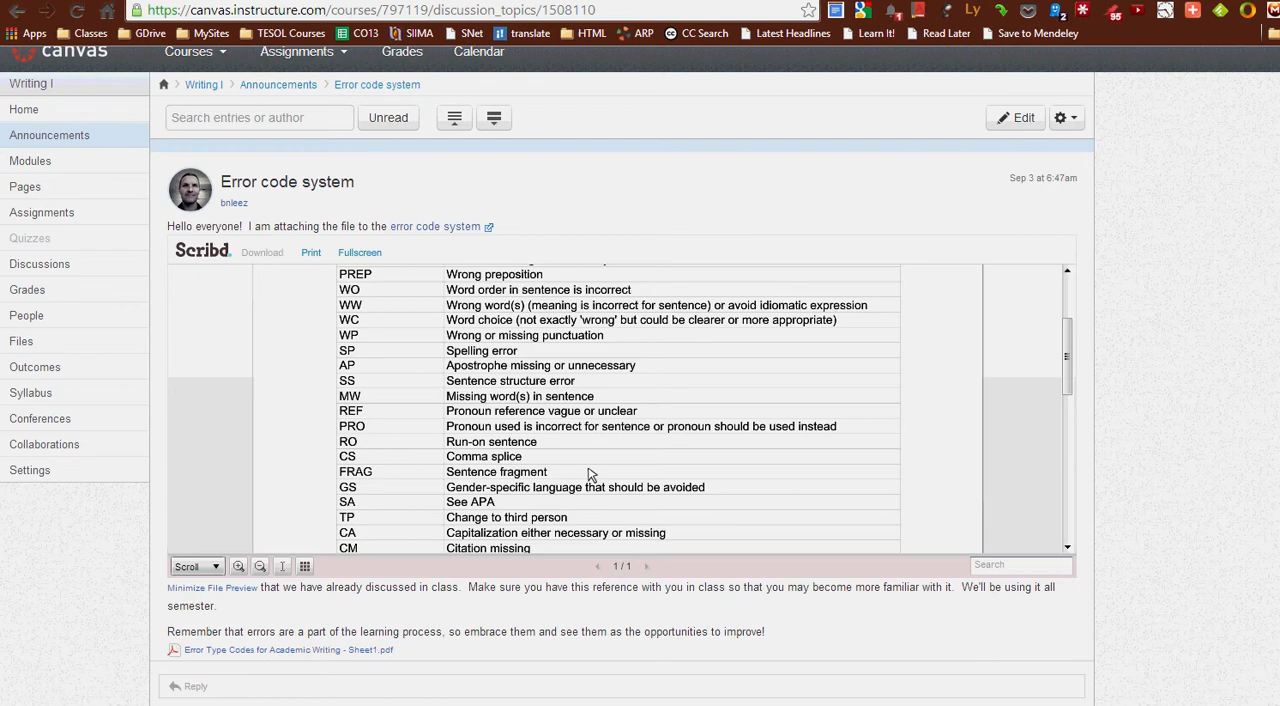 https://canvas.instructure.com/courses/797119/discussion_topics/1508110
Apps Classes GDrive MySites TESOL Courses CO13 SIIMA SNet translate HTML ARP CC Search Latest Headlines Learn It! Read Later Save to Mendeley
canvas Courses Assignments Grades Calendar
Writing I
Home
Announcements
Modules
Pages
Assignments
Quizzes
Discussions
Grades
People
Files
Outcomes
Syllabus
Conferences
Collaborations
Settings
Writing I Announcements Error code system
Search entries or author Unread Edit
Error code system Sep 3 at 6:47am
bnleez
Hello everyone! I am attaching the file to the error code system
Scribd. Download Print Fullscreen
PREP Wrong preposition
WO Word order in sentence is incorrect
WW Wrong word(s) (meaning is incorrect for sentence) or avoid idiomatic expression
WC Word choice (not exactly 'wrong' but could be clearer or more appropriate)
WP Wrong or missing punctuation
SP Spelling error
AP Apostrophe missing or unnecessary
SS Sentence structure error
MW Missing word(s) in sentence
REF Pronoun reference vague or unclear
PRO Pronoun used is incorrect for sentence or pronoun should be used instead
RO Run-on sentence
CS Comma splice
FRAG Sentence fragment
GS Gender-specific language that should be avoided
SA See APA
TP Change to third person
CA Capitalization either necessary or missing
CM Citation missing
Scroll 1 / 1 Search
Minimize File Preview that we have already discussed in class. Make sure you have this reference with you in class so that you may become more familiar with it. We'll be using it all
semester.
Remember that errors are a part of the learning process, so embrace them and see them as the opportunities to improve!
Error Type Codes for Academic Writing - Sheet1.pdf
Reply